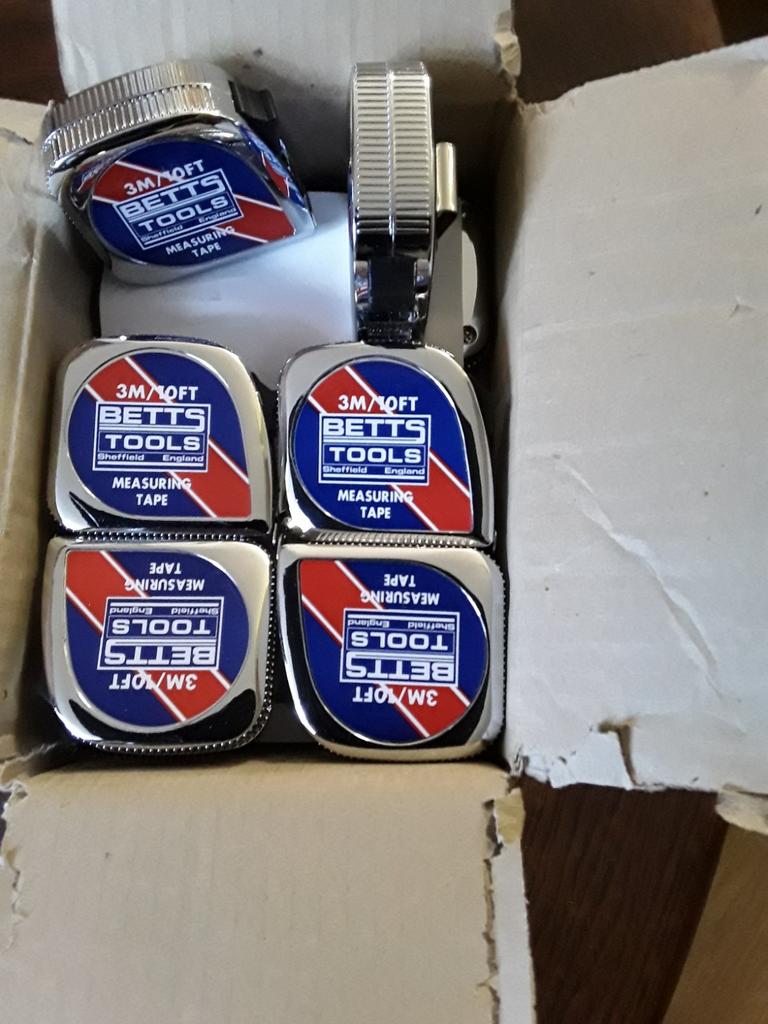 3M/10FT
BETTS
TOOLS
Sheffield England
MEASURING
TAPE
3M/10FT
BETTS
TOOLS
Sheffield England
MEASURING
TAPE
3M/10FT
BETTS
TOOLS
Sheffield England
MEASURING
TAPE
3M/10FT
BETTS
TOOLS
Sheffield England
MEASURING
TAPE
3M/10FT
BETTS
TOOLS
Sheffield England
MEASURING
TAPE